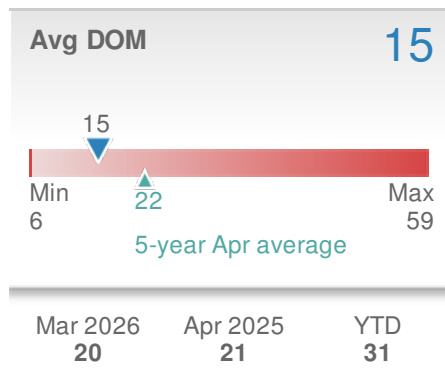 Avg DOM 15
15
Min 22 Max
6 59
5-year Apr average
Mar 2026 Apr 2025 YTD
20 21 31